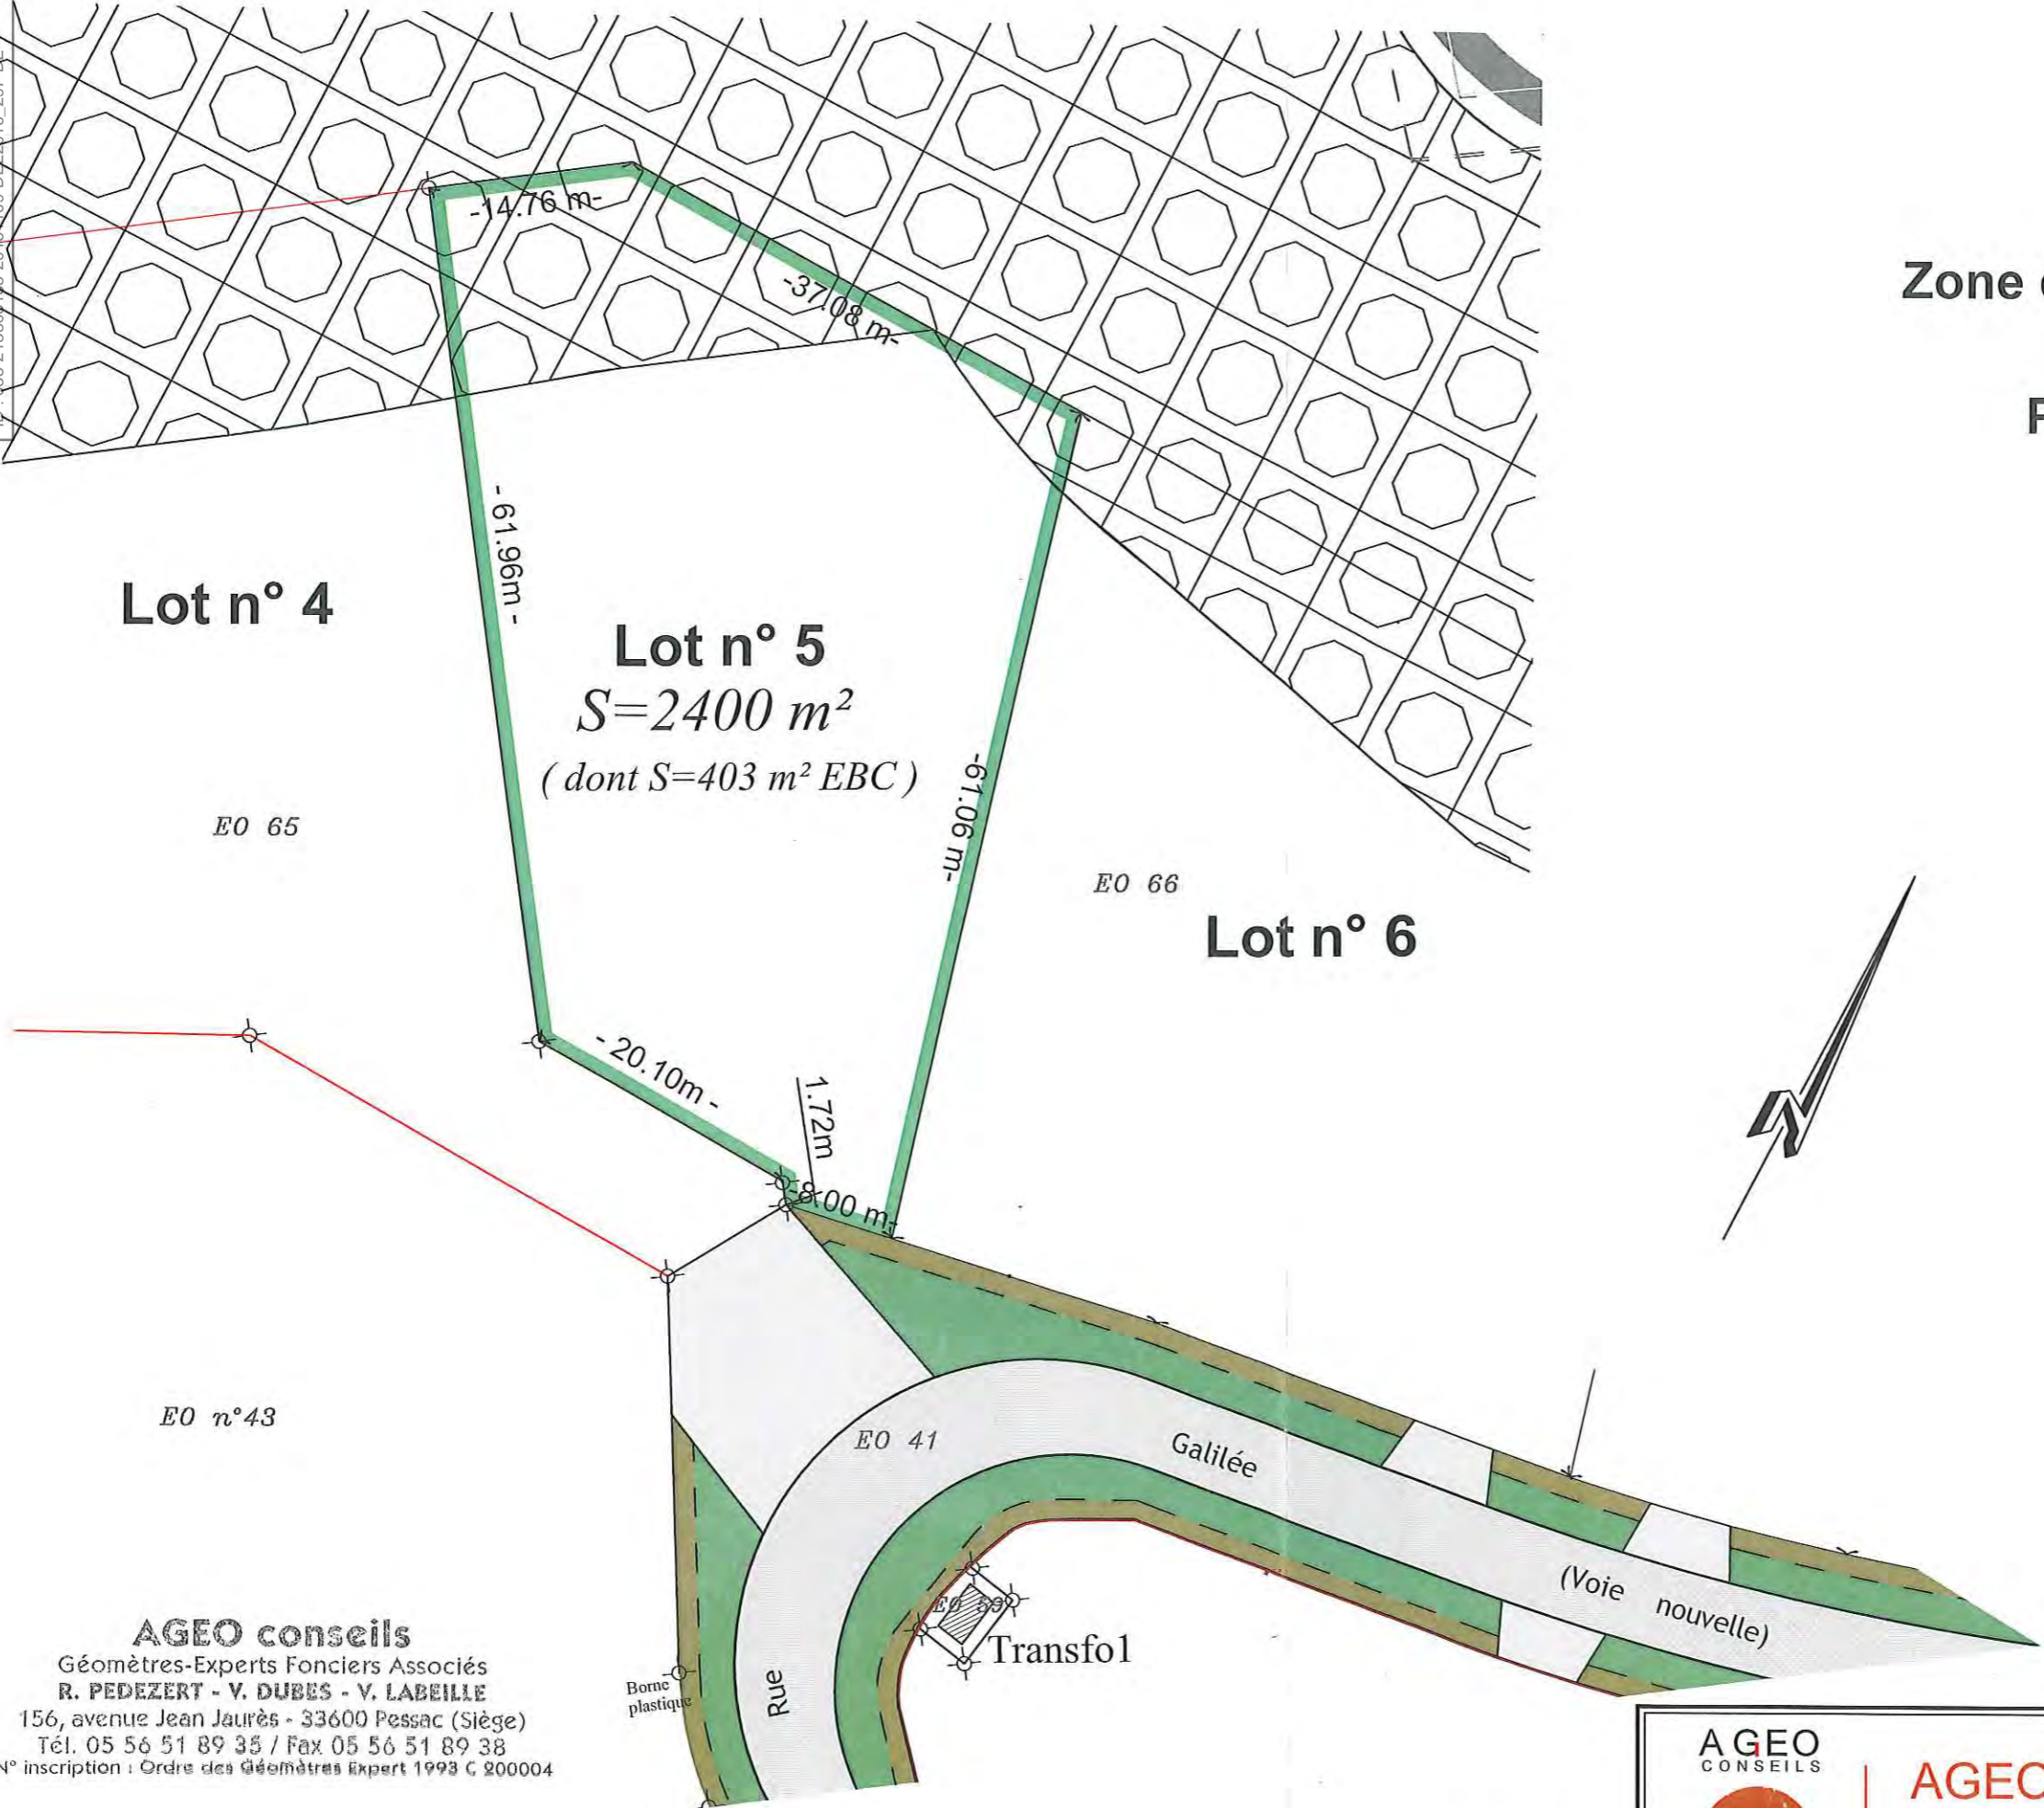 -14.76 m-
-37.08 m-
Zone
- 61.96m -
Lot n° 4
Lot n° 5
S=2400 m²
( dont S=403 m² EBC )
-61.06 m-
EO 65
EO 66
Lot n° 6
- 20.10m -
1.72m
-8.00 m-
N
EO n°43
EO 41
Galilée
(Voie nouvelle)
EO 59
Transfo1
Rue
Borne
plastique
AGEO conseils
Géomètres-Experts Fonciers Associés
R. PEDEZERT - V. DUBES - V. LABEILLE
156, avenue Jean Jaurès - 33600 Pessac (Siège)
Tél. 05 56 51 89 35 / Fax 05 56 51 89 38
N° inscription : Ordre des Géomètres Expert 1993 C 200004
AGEO
CONSEILS
AGEO